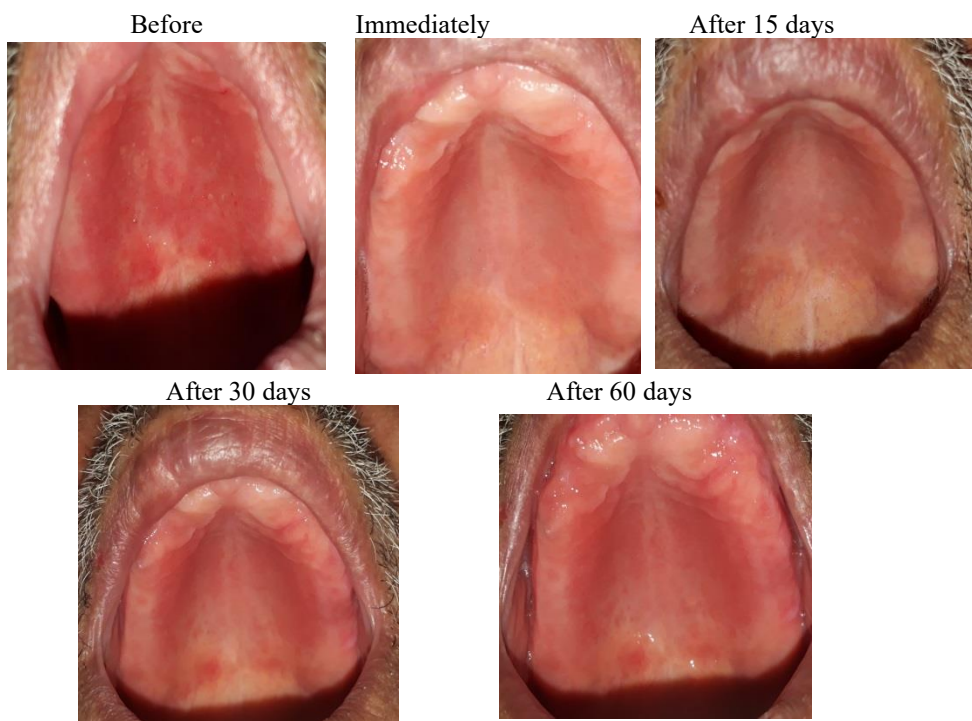 Before
Immediately
After 15 days
After 30 days
After 60 days